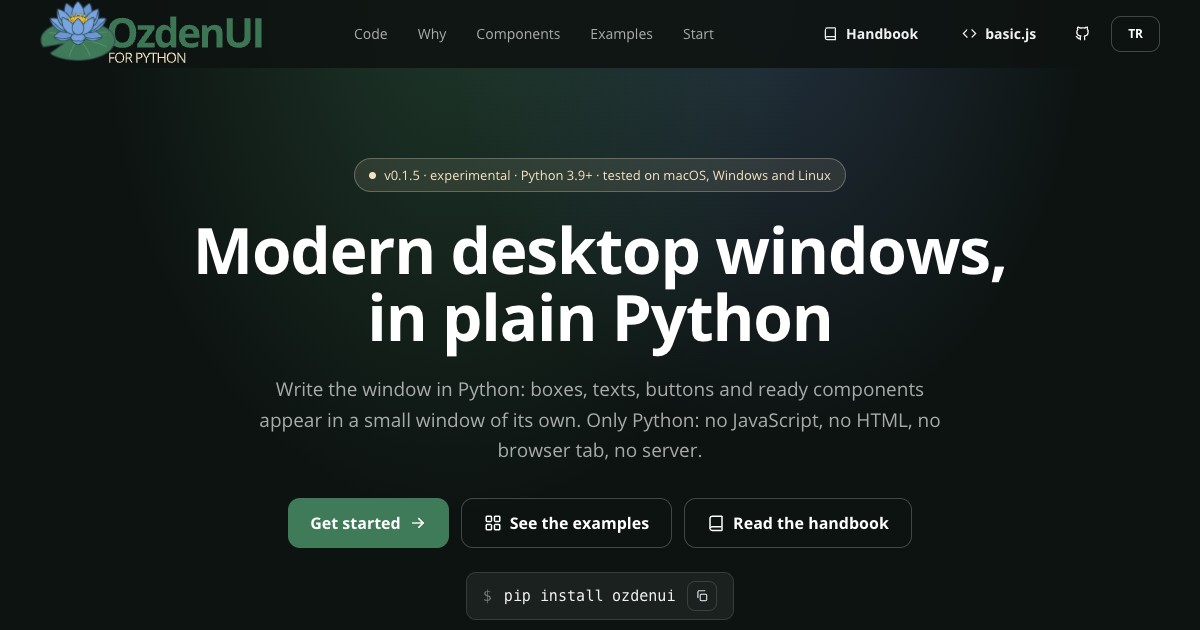 OzdenUI
FOR PYTHON
Code
Why
Components
Examples
Start
Handbook
basic.js
TR
v0.1.5 · experimental · Python 3.9+ · tested on macOS, Windows and Linux
Modern desktop windows,
in plain Python
Write the window in Python: boxes, texts, buttons and ready components
appear in a small window of its own. Only Python: no JavaScript, no HTML, no
browser tab, no server.
Get started
See the examples
Read the handbook
$ pip install ozdenui